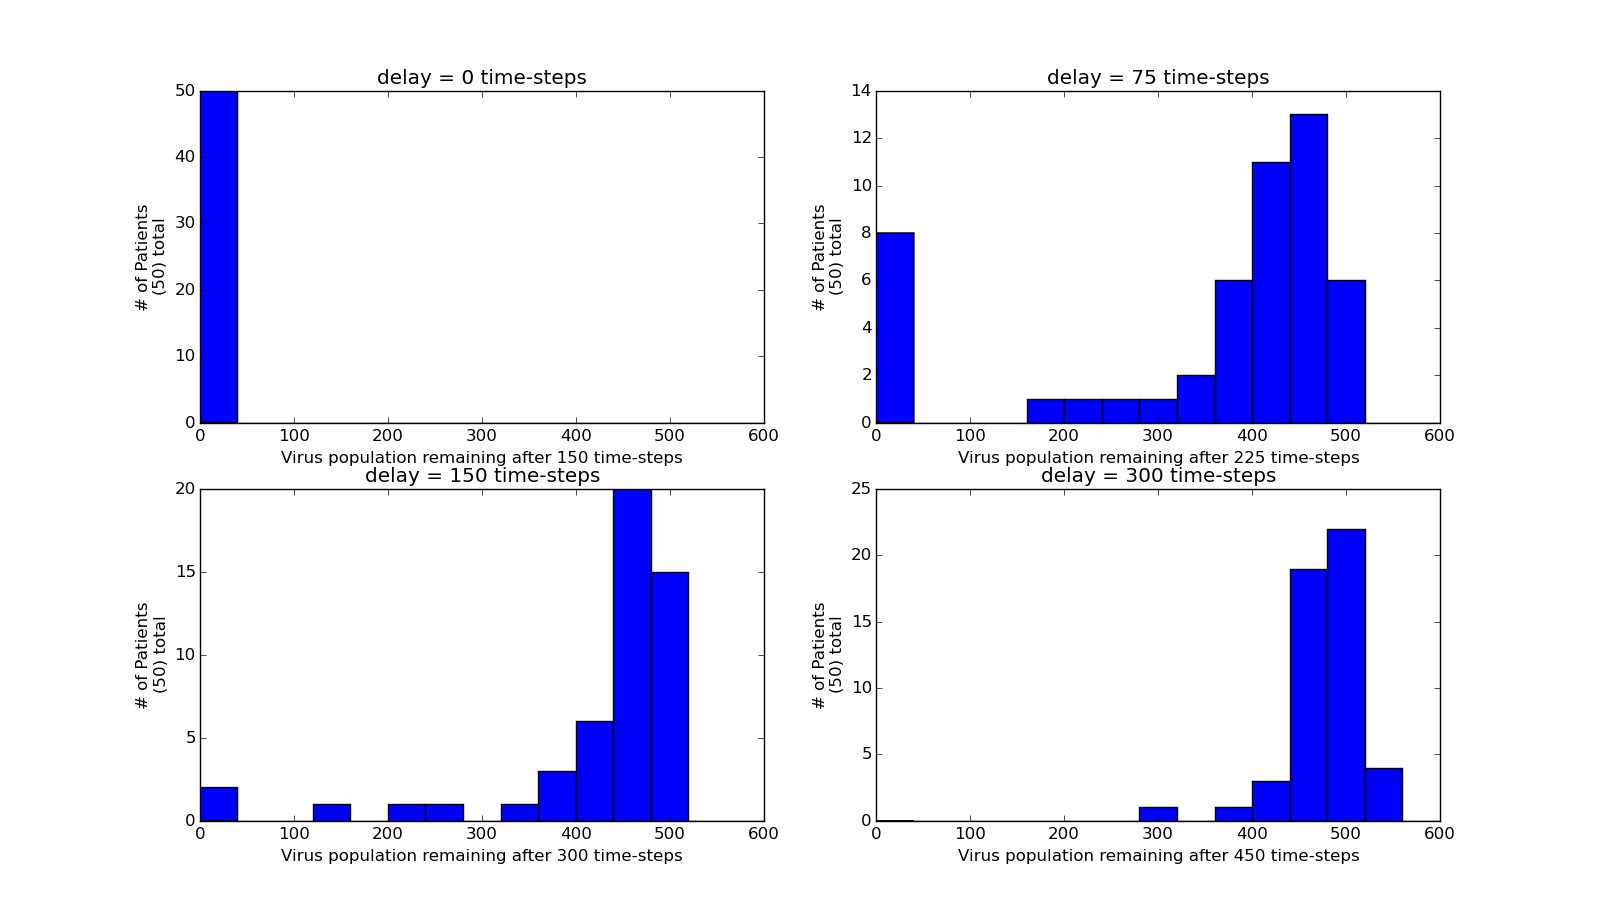 delay = 0 time-steps
50
40
30
20
10
0
# of Patients
(50) total
0 100 200 300 400 500 600
Virus population remaining after 150 time-steps
delay = 75 time-steps
14
12
10
8
6
4
2
0
# of Patients
(50) total
0 100 200 300 400 500 600
Virus population remaining after 225 time-steps
delay = 150 time-steps
20
15
10
5
0
# of Patients
(50) total
0 100 200 300 400 500 600
Virus population remaining after 300 time-steps
delay = 300 time-steps
25
20
15
10
5
0
# of Patients
(50) total
0 100 200 300 400 500 600
Virus population remaining after 450 time-steps